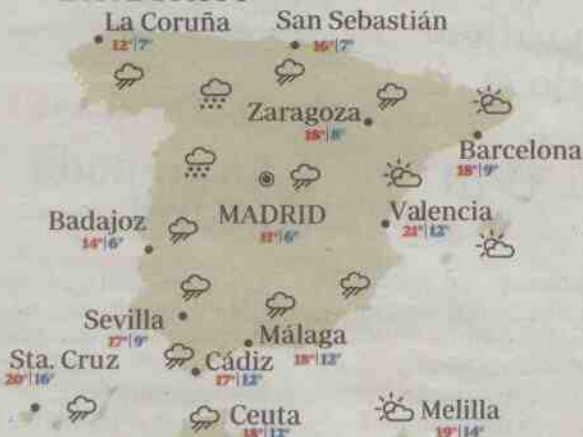 La Coruña
12°|7°
San Sebastián
16°|7°
Zaragoza
18°|8°
Barcelona
18°|9°
MADRID
11°|6°
Valencia
21°|12°
Badajoz
14°|6°
Sevilla
17°|9°
Málaga
18°|12°
Sta. Cruz
20°|16°
Cádiz
17°|12°
Ceuta
18°|12°
Melilla
19°|14°